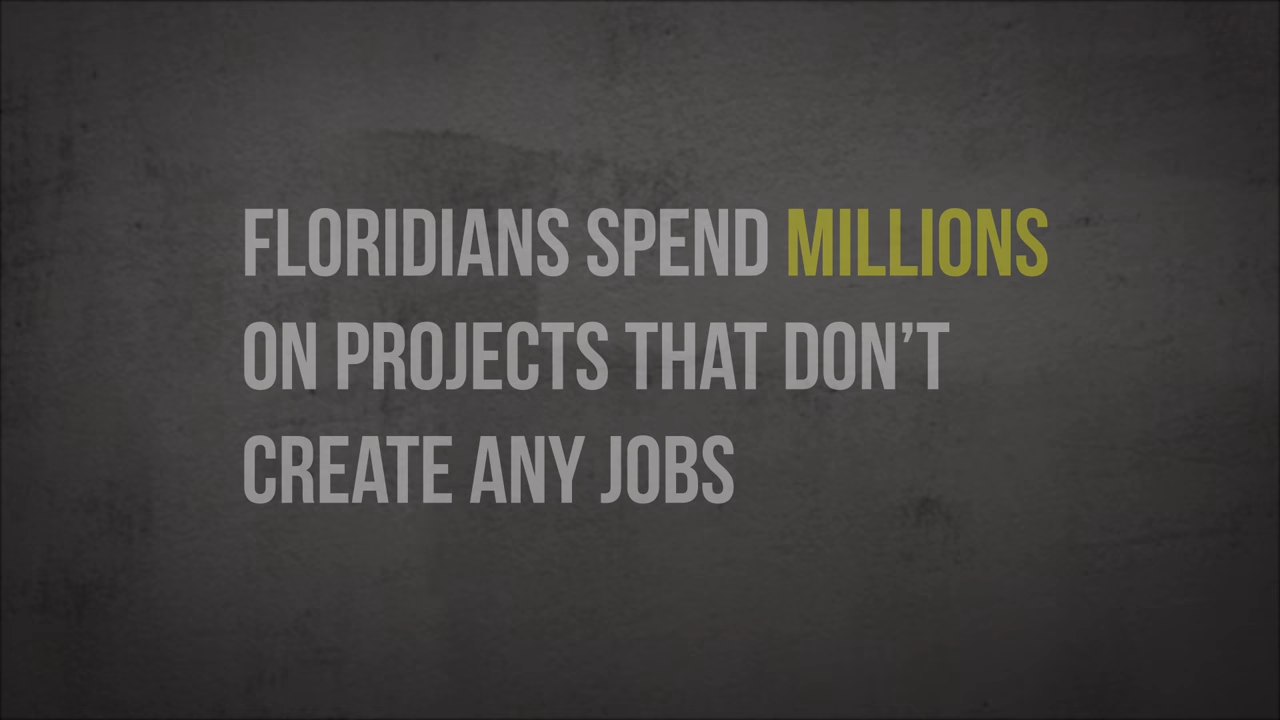 FLORIDIANS SPEND MILLIONS
ON PROJECTS THAT DON’T
CREATE ANY JOBS